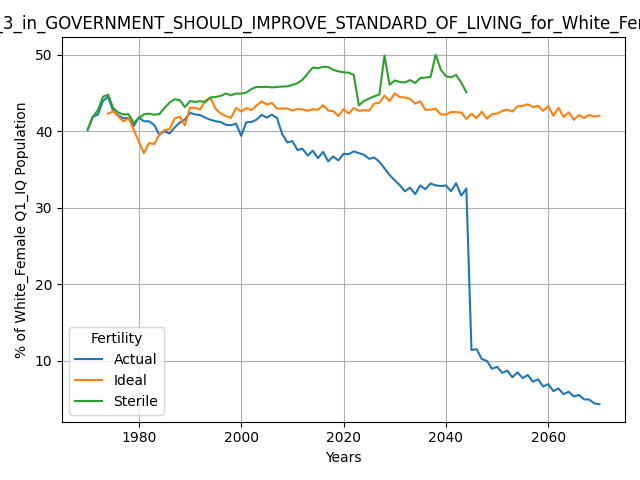 _3_in_GOVERNMENT_SHOULD_IMPROVE_STANDARD_OF_LIVING_for_White_Fe
% of White_Female Q1_IQ Population
50
40
30
20
10
1980 2000 2020 2040 2060
Years
Fertility
Actual
Ideal
Sterile